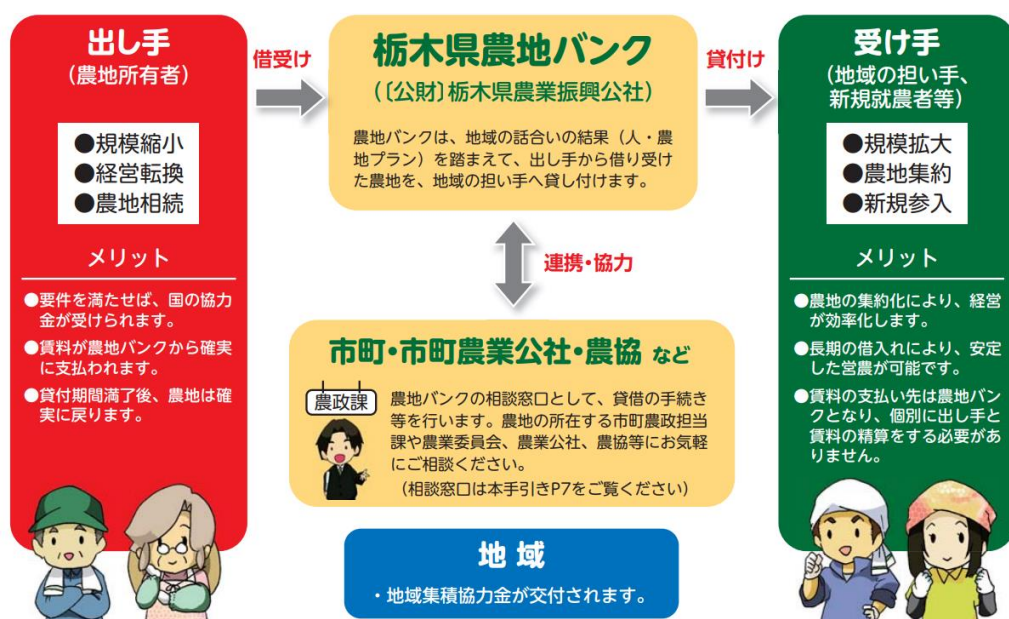 出し手
(農地所有者)
●規模縮小
●経営転換
●農地相続
メリット
●要件を満たせば、国の協力
金が受けられます。
●賃料が農地バンクから確実
に支払われます。
●貸付期間満了後、農地は確
実に戻ります。
借受け
栃木県農地バンク
(〔公財〕栃木県農業振興公社)
農地バンクは、地域の話合いの結果(人・農
地プラン)を踏まえて、出し手から借り受け
た農地を、地域の担い手へ貸し付けます。
貸付け
連携・協力
市町・市町農業公社・農協 など
農政課
農地バンクの相談窓口として、貸借の手続き
等を行います。農地の所在する市町農政担当
課や農業委員会、農業公社、農協等にお気軽
にご相談ください。
(相談窓口は本手引きP7をご覧ください)
地 域
・地域集積協力金が交付されます。
受け手
(地域の担い手、
新規就農者等)
●規模拡大
●農地集約
●新規参入
メリット
●農地の集約化により、経営
が効率化します。
●長期の借入れにより、安定
した営農が可能です。
●賃料の支払い先は農地バン
クとなり、個別に出し手と
賃料の精算をする必要があ
りません。